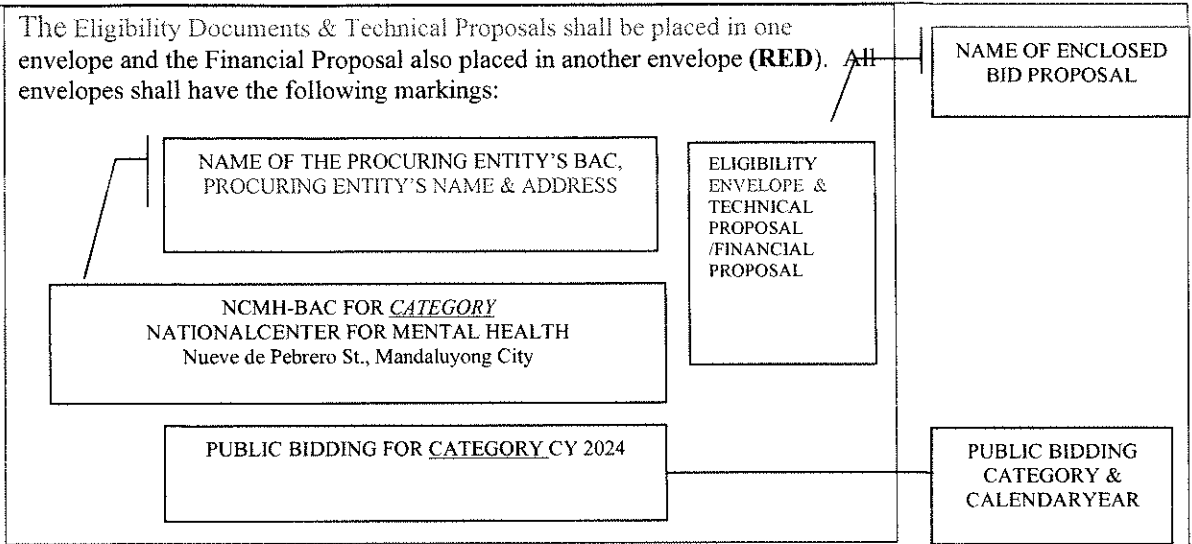 The Eligibility Documents & Technical Proposals shall be placed in one
envelope and the Financial Proposal also placed in another envelope (RED). All
envelopes shall have the following markings:
NAME OF ENCLOSED
BID PROPOSAL
NAME OF THE PROCURING ENTITY'S BAC,
PROCURING ENTITY'S NAME & ADDRESS
ELIGIBILITY
ENVELOPE &
TECHNICAL
PROPOSAL
/FINANCIAL
PROPOSAL
NCMH-BAC FOR CATEGORY
NATIONALCENTER FOR MENTAL HEALTH
Nueve de Pebrero St., Mandaluyong City
PUBLIC BIDDING FOR CATEGORY CY 2024
PUBLIC BIDDING
CATEGORY &
CALENDARYEAR